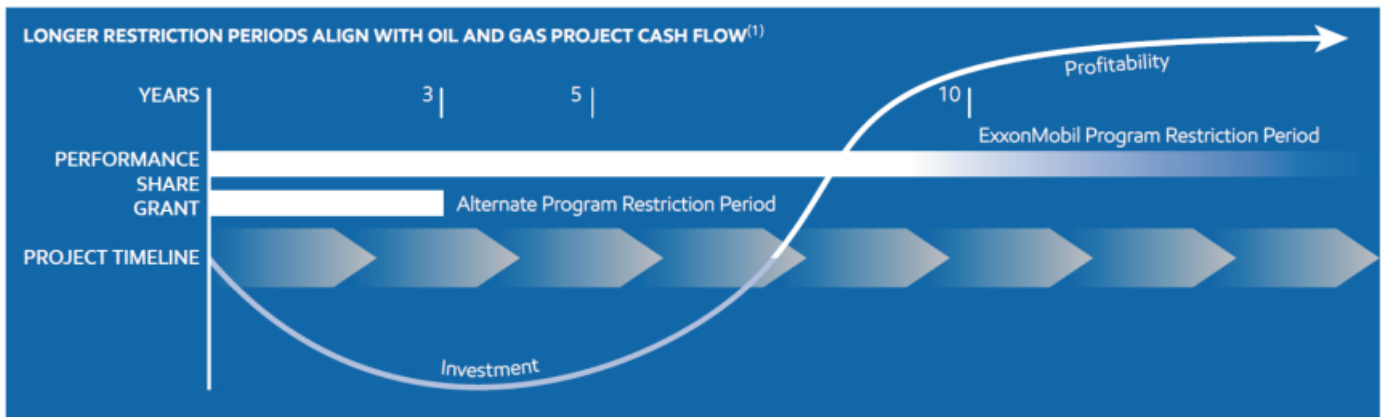 LONGER RESTRICTION PERIODS ALIGN WITH OIL AND GAS PROJECT CASH FLOW(1)
Profitability
YEARS 3 5 10
ExxonMobil Program Restriction Period
PERFORMANCE
SHARE
GRANT
Alternate Program Restriction Period
PROJECT TIMELINE
Investment